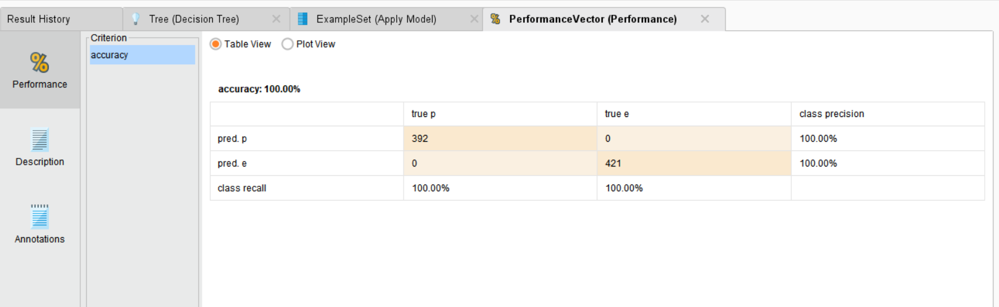 Result History
Tree (Decision Tree)
ExampleSet (Apply Model)
% PerformanceVector (Performance)
Criterion
accuracy
Table View Plot View
%
Performance
accuracy: 100.00%
true p true e class precision
pred. p 392 0 100.00%
pred. e 0 421 100.00%
class recall 100.00% 100.00%
Description
Annotations